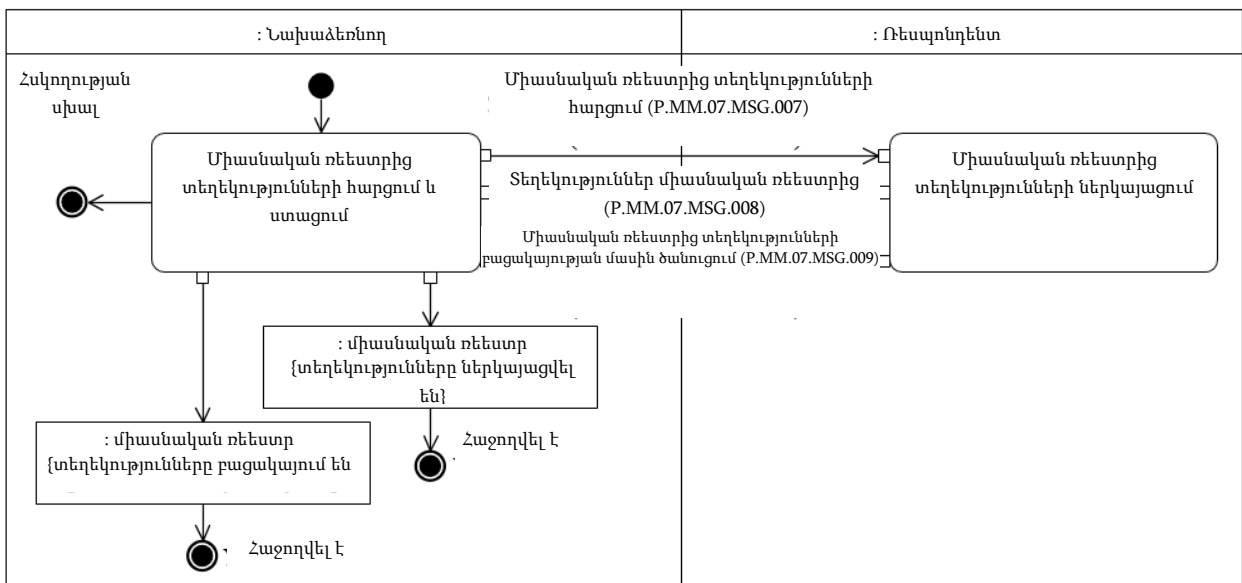 : Նախաձեռնող
: Ռեսպոնդենտ
Հսկողության
սխալ
Միասնական ռեեստրից տեղեկությունների
հարցում (P.MM.07.MSG.007)
Միասնական ռեեստրից
տեղեկությունների հարցում և
ստացում
Տեղեկություններ միասնական ռեեստրից
(P.MM.07.MSG.008)
Միասնական ռեեստրից տեղեկությունների
բացակայության մասին ծանուցում (P.MM.07.MSG.009)
Միասնական ռեեստրից
տեղեկությունների ներկայացում
: միասնական ռեեստր
{տեղեկությունները ներկայացվել
են}
Հաջողվել է
: միասնական ռեեստր
{տեղեկությունները բացակայում են
Հաջողվել է